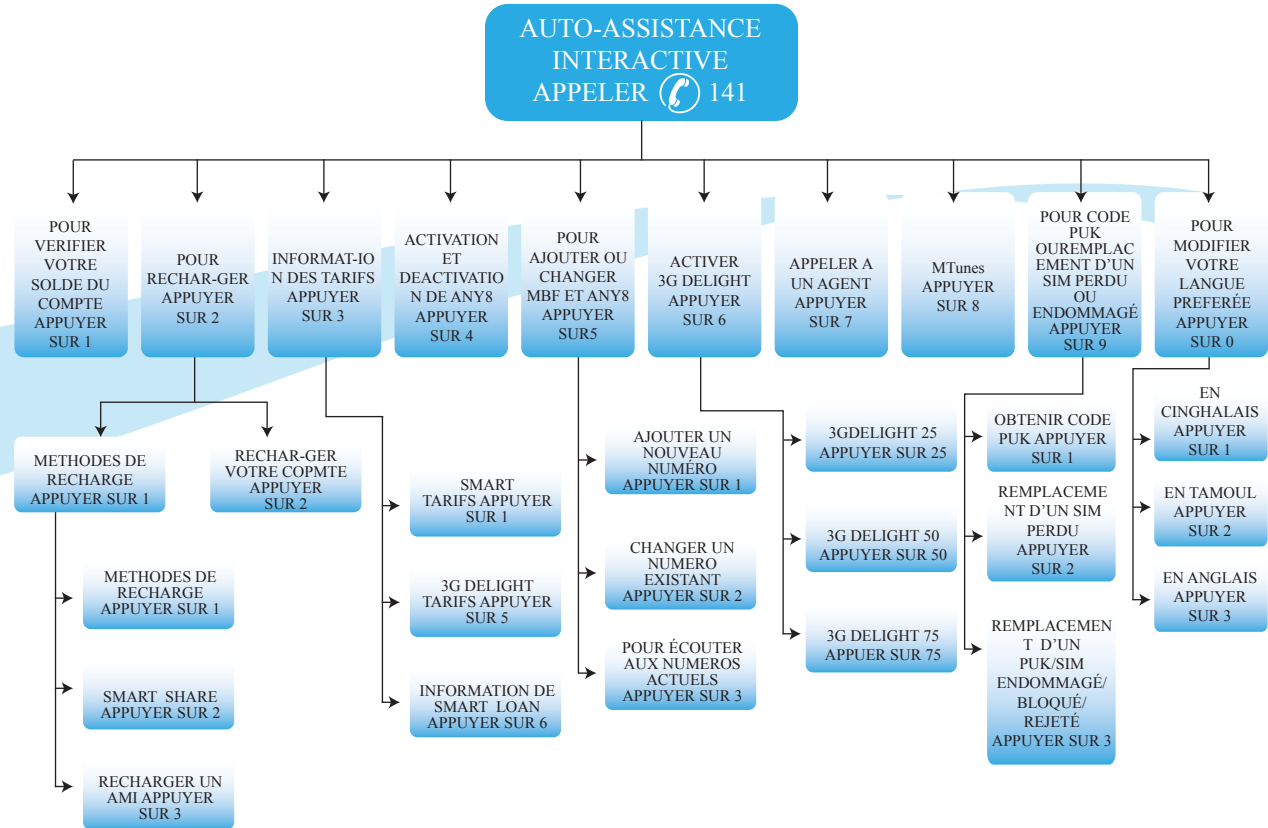 AUTO-ASSISTANCE
INTERACTIVE
APPELER 141
POUR
VERIFIER
VOTRE
SOLDE DU
COMPTE
APPUYER
SUR 1
POUR
RECHAR-GER
APPUYER
SUR 2
INFORMAT-IO
N DES TARIFS
APPUYER
SUR 3
ACTIVATION
ET
DEACTIVATIO
N DE ANY8
APPUYER
SUR 4
POUR
AJOUTER OU
CHANGER
MBF ET ANY8
APPUYER
SUR5
ACTIVER
3G DELIGHT
APPUYER
SUR 6
APPELER A
UN AGENT
APPUYER
SUR 7
MTunes
APPUYER
SUR 8
POUR CODE
PUK
OUREMPLAC
EMENT D’UN
SIM PERDU
OU
ENDOMMAGÉ
APPUYER
SUR 9
POUR
MODIFIER
VOTRE
LANGUE
PREFERÉE
APPUYER
SUR 0
METHODES DE
RECHARGE
APPUYER SUR 1
RECHAR-GER
VOTRE COPMTE
APPUYER
SUR 2
METHODES DE
RECHARGE
APPUYER SUR 1
SMART SHARE
APPUYER SUR 2
RECHARGER UN
AMI APPUYER
SUR 3
SMART
TARIFS APPUYER
SUR 1
3G DELIGHT
TARIFS APPUYER
SUR 5
INFORMATION DE
SMART LOAN
APPUYER SUR 6
AJOUTER UN
NOUVEAU
NUMÉRO
APPUYER SUR 1
CHANGER UN
NUMERO
EXISTANT
APPUYER SUR 2
POUR ÉCOUTER
AUX NUMEROS
ACTUELS
APPUYER SUR 3
3GDELIGHT 25
APPUYER SUR 25
3G DELIGHT 50
APPUYER SUR 50
3G DELIGHT 75
APPUER SUR 75
OBTENIR CODE
PUK APPUYER
SUR 1
REMPLACEME
NT D’UN SIM
PERDU
APPUYER
SUR 2
REMPLACEMEN
T D’UN
PUK/SIM
ENDOMMAGÉ/
BLOQUÉ/
REJETÉ
APPUYER SUR 3
EN
CINGHALAIS
APPUYER
SUR 1
EN TAMOUL
APPUYER
SUR 2
EN ANGLAIS
APPUYER
SUR 3